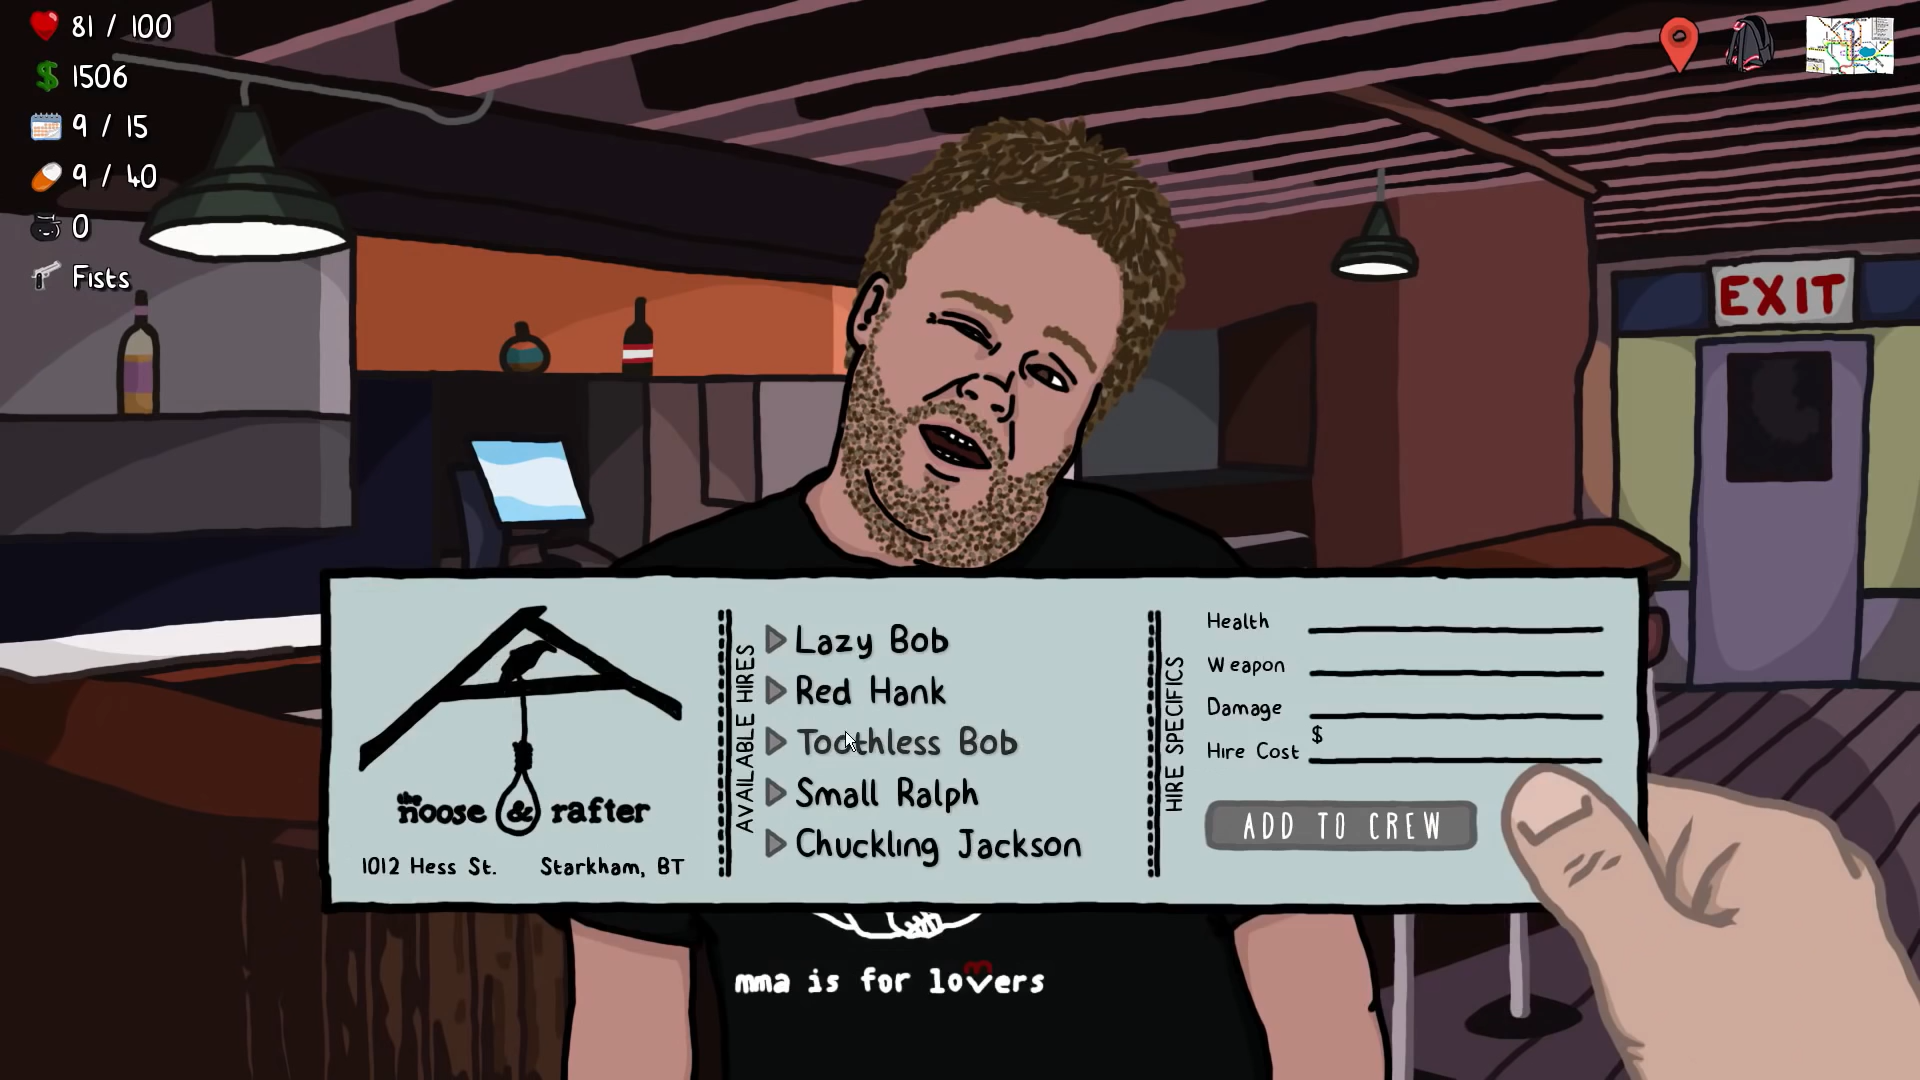 81 / 100
$ 1506
9 / 15
9 / 40
0
Fists
EXIT
the noose & rafter
1012 Hess St. Starkham, BT
AVAILABLE HIRES
Lazy Bob
Red Hank
Toothless Bob
Small Ralph
Chuckling Jackson
HIRE SPECIFICS
Health
Weapon
Damage
Hire Cost $
ADD TO CREW
mma is for lovers